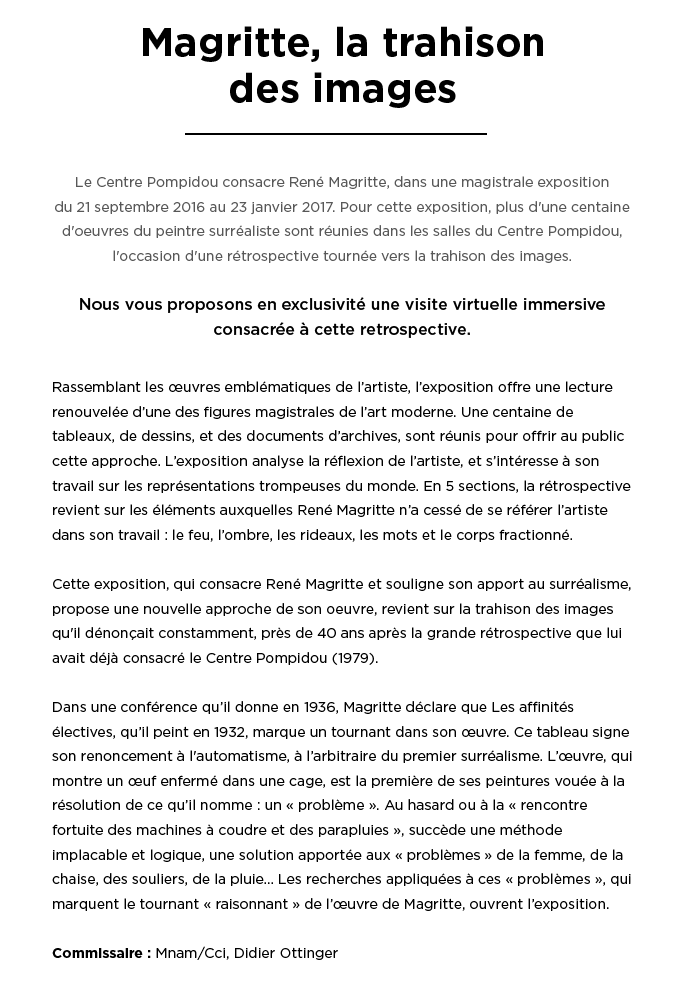 Magritte, la trahison
des images
Le Centre Pompidou consacre René Magritte, dans une magistrale exposition
du 21 septembre 2016 au 23 janvier 2017. Pour cette exposition, plus d'une centaine
d'oeuvres du peintre surréaliste sont réunies dans les salles du Centre Pompidou,
l'occasion d'une rétrospective tournée vers la trahison des images.
Nous vous proposons en exclusivité une visite virtuelle immersive
consacrée à cette retrospective.
Rassemblant les œuvres emblématiques de l’artiste, l’exposition offre une lecture
renouvelée d’une des figures magistrales de l’art moderne. Une centaine de
tableaux, de dessins, et des documents d’archives, sont réunis pour offrir au public
cette approche. L’exposition analyse la réflexion de l’artiste, et s’intéresse à son
travail sur les représentations trompeuses du monde. En 5 sections, la rétrospective
revient sur les éléments auxquelles René Magritte n’a cessé de se référer l’artiste
dans son travail : le feu, l’ombre, les rideaux, les mots et le corps fractionné.
Cette exposition, qui consacre René Magritte et souligne son apport au surréalisme,
propose une nouvelle approche de son oeuvre, revient sur la trahison des images
qu'il dénonçait constamment, près de 40 ans après la grande rétrospective que lui
avait déjà consacré le Centre Pompidou (1979).
Dans une conférence qu’il donne en 1936, Magritte déclare que Les affinités
électives, qu’il peint en 1932, marque un tournant dans son œuvre. Ce tableau signe
son renoncement à l'automatisme, à l’arbitraire du premier surréalisme. L’œuvre, qui
montre un œuf enfermé dans une cage, est la première de ses peintures vouée à la
résolution de ce qu’il nomme : un « problème ». Au hasard ou à la « rencontre
fortuite des machines à coudre et des parapluies », succède une méthode
implacable et logique, une solution apportée aux « problèmes » de la femme, de la
chaise, des souliers, de la pluie… Les recherches appliquées à ces « problèmes », qui
marquent le tournant « raisonnant » de l’œuvre de Magritte, ouvrent l’exposition.
Commissaire : Mnam/Cci, Didier Ottinger